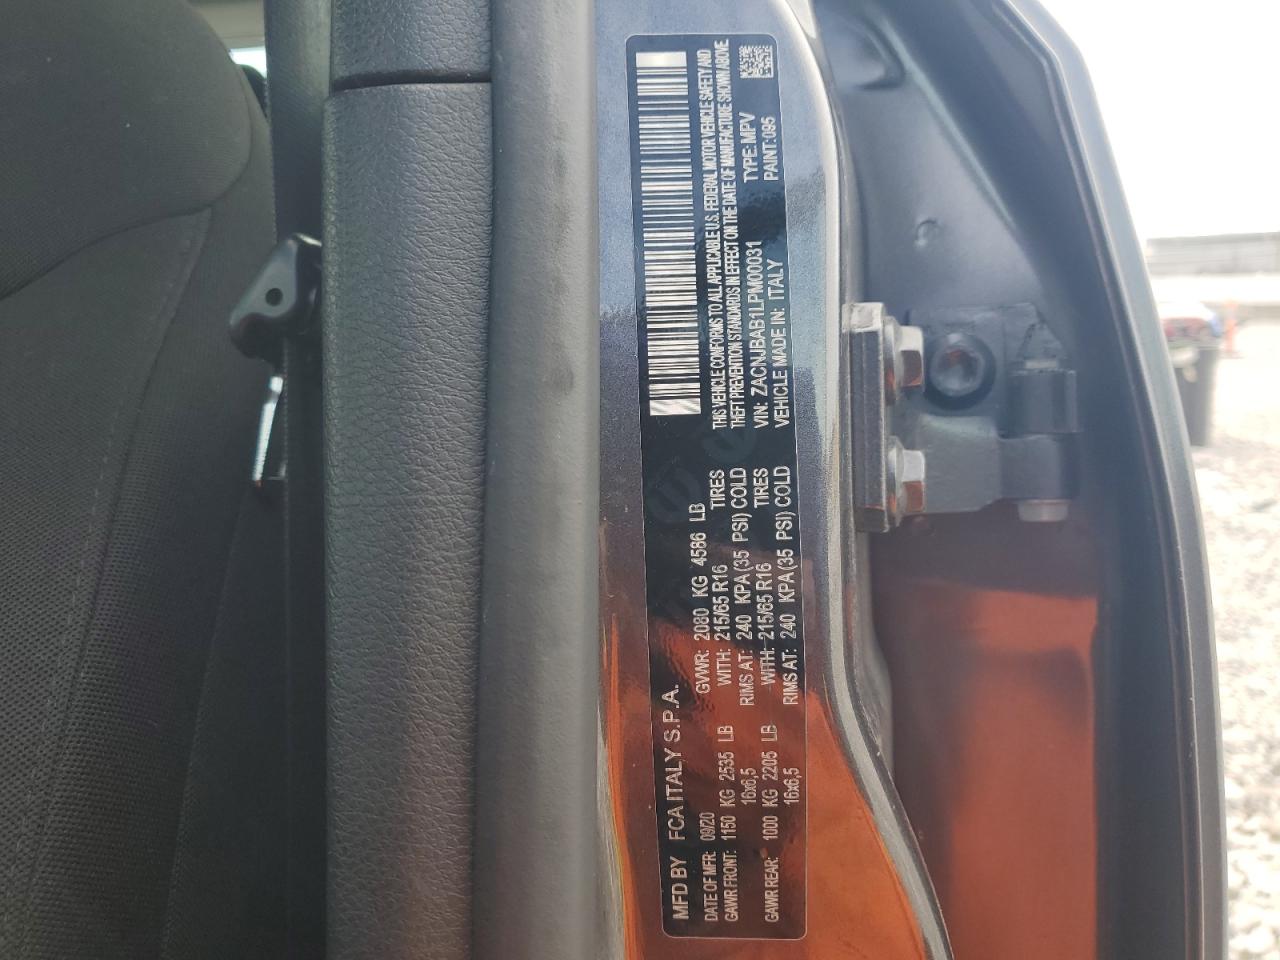 MFD BY FCA ITALY S.P.A.
DATE OF MFR: 09/20 GVWR: 2080 KG 4586 LB
GAWR FRONT: 1150 KG 2535 LB WITH: 215/65 R16 TIRES
16x6,5 RIMS AT: 240 KPA (35 PSI) COLD
GAWR REAR: 1000 KG 2205 LB WITH: 215/65 R16 TIRES
16x6,5 RIMS AT: 240 KPA (35 PSI) COLD
THIS VEHICLE CONFORMS TO ALL APPLICABLE U.S. FEDERAL MOTOR VEHICLE SAFETY AND
THEFT PREVENTION STANDARDS IN EFFECT ON THE DATE OF MANUFACTURE SHOWN ABOVE.
VIN: ZACNJBAB1LPM00031 TYPE: MPV
VEHICLE MADE IN: ITALY PAINT: 095